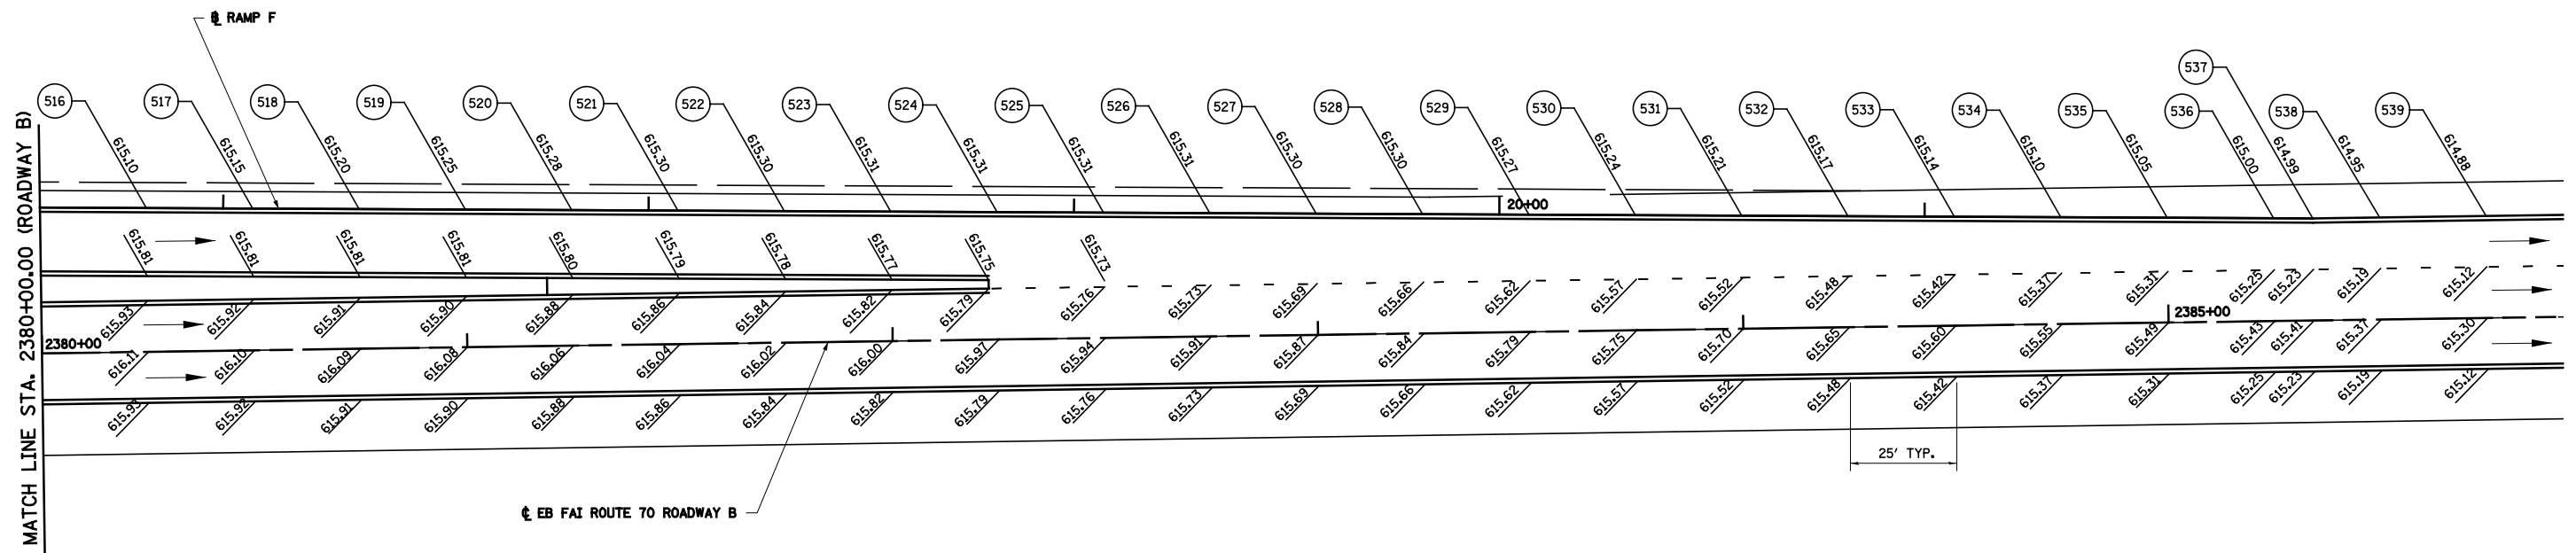 ℄ RAMP F
537
516 517 518 519 520 521 522 523 524 525 526 527 528 529 530 531 532 533 534 535 536 538 539
615.10 615.15 615.20 615.25 615.28 615.30 615.30 615.31 615.31 615.31 615.31 615.30 615.30 615.27 615.24 615.21 615.17 615.14 615.10 615.05 615.00 614.99 614.95 614.88
20+00
615.81 615.81 615.81 615.81 615.80 615.79 615.78 615.77 615.75 615.73
615.93 615.92 615.91 615.90 615.88 615.86 615.84 615.82 615.79 615.76 615.73 615.69 615.66 615.62 615.57 615.52 615.48 615.42 615.37 615.31 615.25 615.23 615.19 615.12
2385+00
2380+00
616.11 616.10 616.09 616.08 616.06 616.04 616.02 616.00 615.97 615.94 615.91 615.87 615.84 615.79 615.75 615.70 615.65 615.60 615.55 615.49 615.43 615.41 615.37 615.30
615.93 615.92 615.91 615.90 615.88 615.86 615.84 615.82 615.79 615.76 615.73 615.69 615.66 615.62 615.57 615.52 615.48 615.42 615.37 615.31 615.25 615.23 615.19 615.12
25' TYP.
℄ EB FAI ROUTE 70 ROADWAY B
MATCH LINE STA. 2380+00.00 (ROADWAY B)